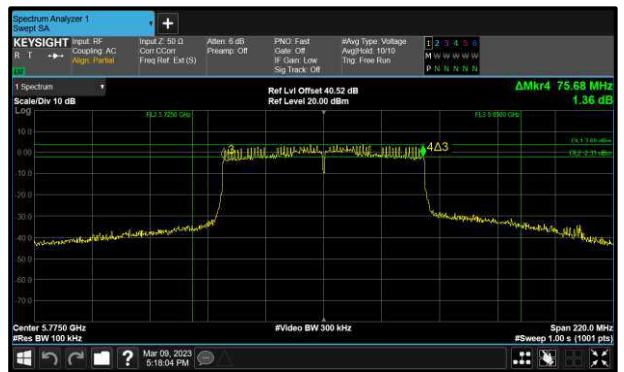 Spectrum Analyzer 1
Swept SA
KEYSIGHT
R T
Input: RF
Coupling: AC
Align: Partial
Input Z: 50 Ω
Corr CCorr
Freq Ref: Ext (S)
Atten: 6 dB
Preamp: Off
PNO: Fast
Gate: Off
IF Gain: Low
Sig Track: Off
#Avg Type: Voltage
Avg|Hold: 10/10
Trig: Free Run
1 2 3 4 5 6
M W W W W W
P N N N N N
1 Spectrum
Scale/Div 10 dB
Log
Ref Lvl Offset 40.52 dB
Ref Level 20.00 dBm
ΔMkr4 75.68 MHz
1.36 dB
10.0
0.00
-10.0
-20.0
-30.0
-40.0
-50.0
-60.0
-70.0
3
4Δ3
Center 5.7750 GHz
#Res BW 100 kHz
#Video BW 300 kHz
Span 220.0 MHz
#Sweep 1.00 s (1001 pts)
?
Mar 09, 2023
5:18:04 PM